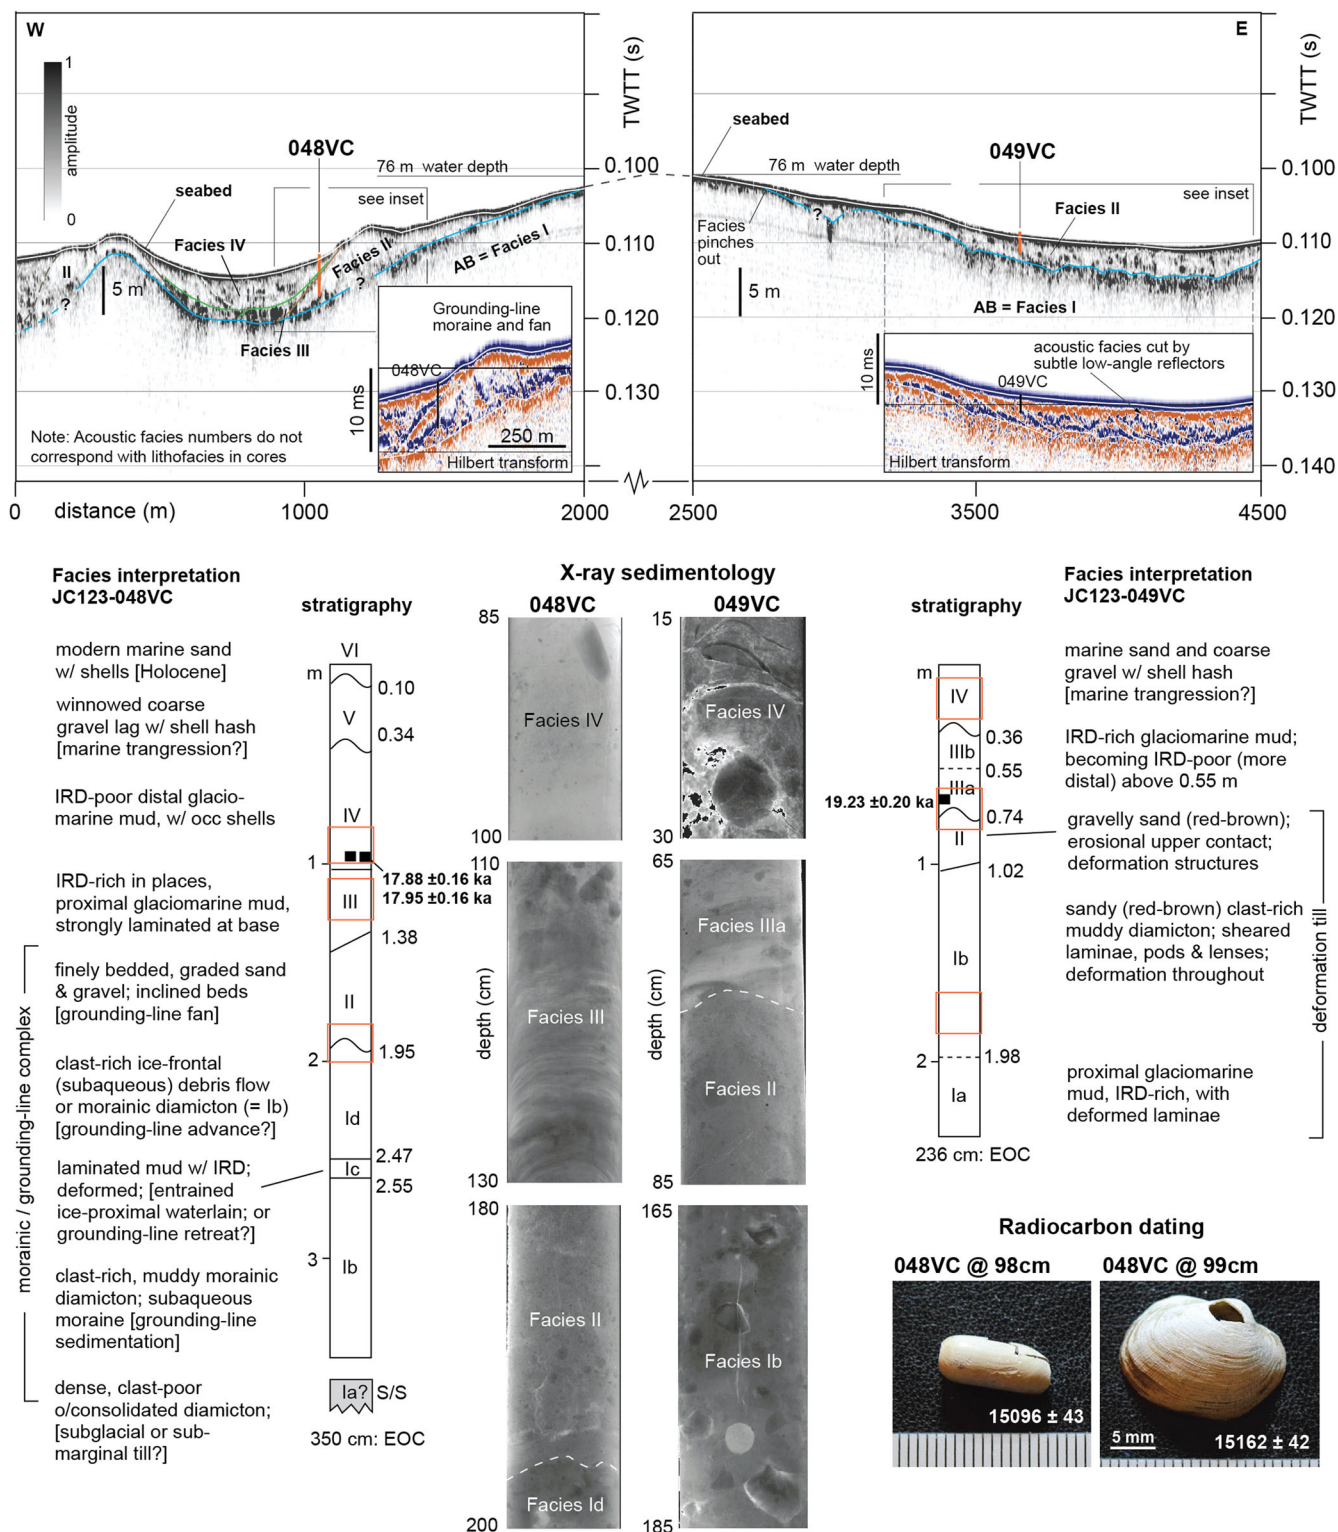 W
1
amplitude
0
seabed
Facies IV
048VC
76 m water depth
see inset
Facies II
II
?
5 m
?
AB = Facies I
Facies III
Grounding-line
moraine and fan
048VC
10 ms
250 m
Hilbert transform
Note: Acoustic facies numbers do not
correspond with lithofacies in cores
TWTT (s)
0.100
0.110
0.120
0.130
0.140
0
distance (m)
1000
2000
E
TWTT (s)
seabed
76 m water depth
049VC
see inset
Facies II
Facies
pinches
out
?
5 m
AB = Facies I
acoustic facies cut by
subtle low-angle reflectors
049VC
10 ms
Hilbert transform
0.100
0.110
0.120
0.130
0.140
2500
3500
4500
Facies interpretation
JC123-048VC
stratigraphy
modern marine sand
w/ shells [Holocene]
winnowed coarse
gravel lag w/ shell hash
[marine trangression?]
IRD-poor distal glacio-
marine mud, w/ occ shells
IRD-rich in places,
proximal glaciomarine mud,
strongly laminated at base
finely bedded, graded sand
& gravel; inclined beds
[grounding-line fan]
clast-rich ice-frontal
(subaqueous) debris flow
or morainic diamicton (= Ib)
[grounding-line advance?]
laminated mud w/ IRD;
deformed; [entrained
ice-proximal waterlain; or
grounding-line retreat?]
clast-rich, muddy morainic
diamicton; subaqueous
moraine [grounding-line
sedimentation]
dense, clast-poor
o/consolidated diamicton;
[subglacial or sub-
marginal till?]
morainic / grounding-line complex
VI
m
0.10
V
0.34
IV
1
17.88 ±0.16 ka
17.95 ±0.16 ka
III
1.38
II
2
1.95
Id
2.47
Ic
2.55
3
Ib
Ia?
S/S
350 cm: EOC
X-ray sedimentology
048VC
049VC
85
Facies IV
100
110
Facies III
depth (cm)
130
180
Facies II
Facies Id
200
15
Facies IV
30
65
Facies IIIa
depth (cm)
Facies II
85
165
Facies Ib
185
Facies interpretation
JC123-049VC
stratigraphy
m
IV
0.36
IIIb
0.55
IIIa
19.23 ±0.20 ka
0.74
II
1
1.02
Ib
2
1.98
Ia
236 cm: EOC
marine sand and coarse
gravel w/ shell hash
[marine trangression?]
IRD-rich glaciomarine mud;
becoming IRD-poor (more
distal) above 0.55 m
gravelly sand (red-brown);
erosional upper contact;
deformation structures
sandy (red-brown) clast-rich
muddy diamicton; sheared
laminae, pods & lenses;
deformation throughout
proximal glaciomarine
mud, IRD-rich, with
deformed laminae
deformation till
Radiocarbon dating
048VC @ 98cm
048VC @ 99cm
15096 ± 43
5 mm
15162 ± 42